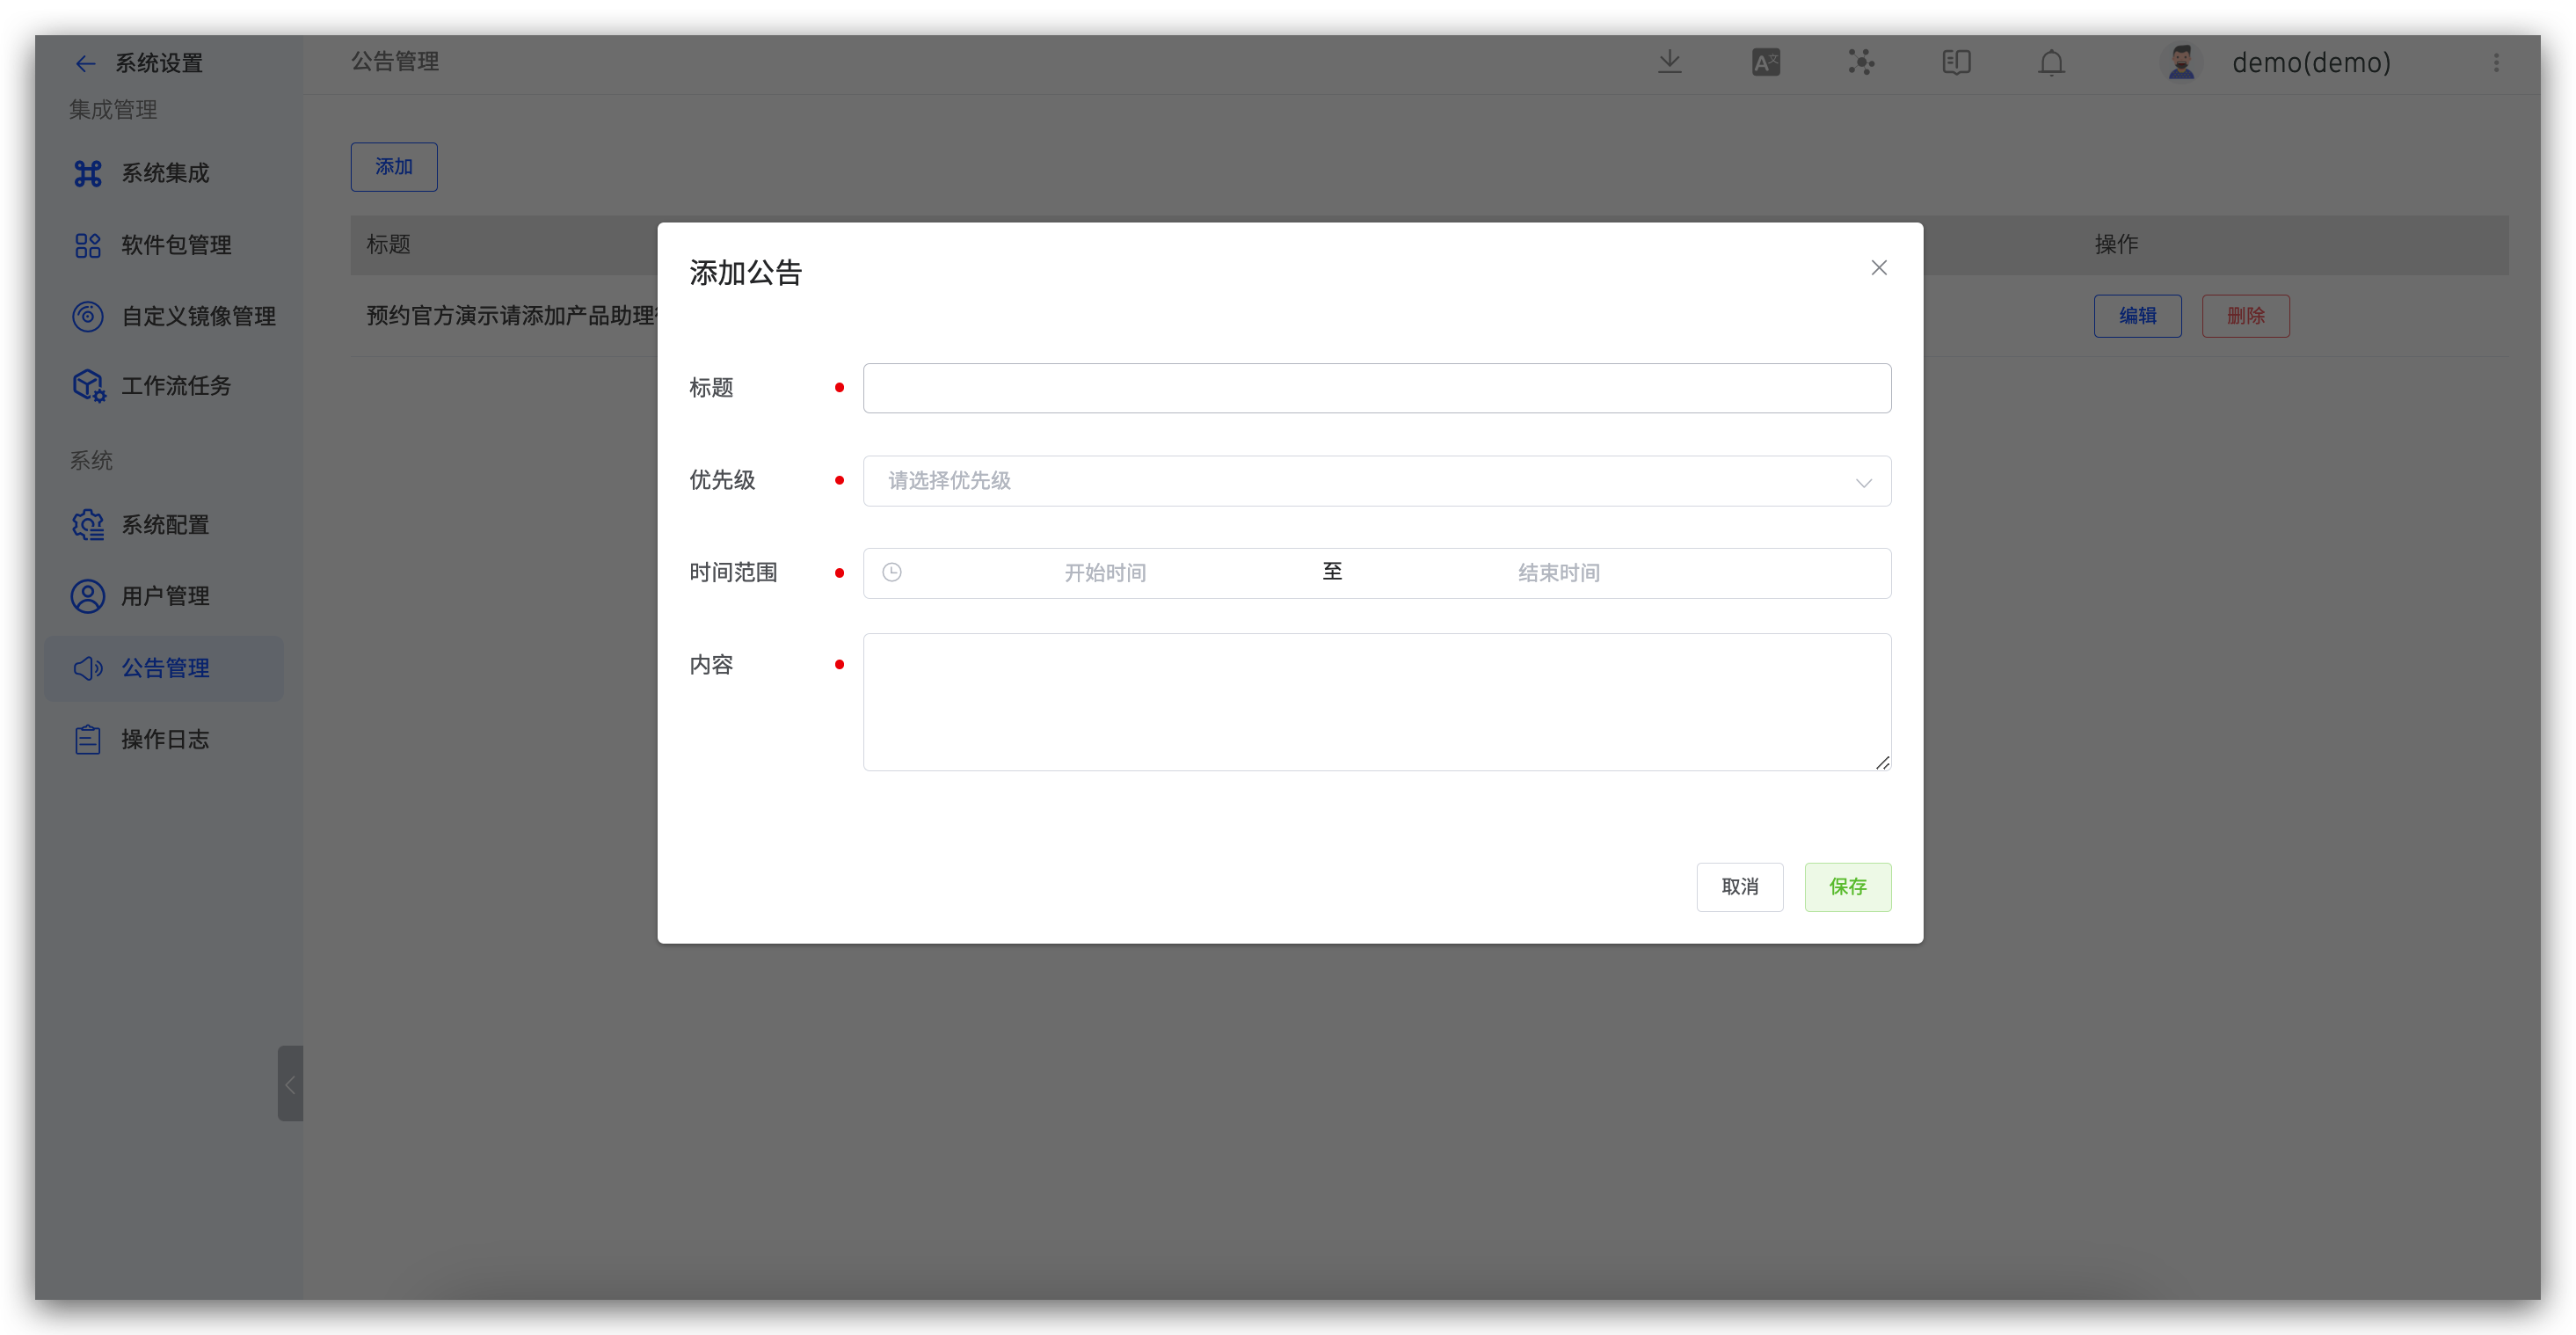 系统设置
公告管理
demo(demo)
集成管理
系统集成
软件包管理
自定义镜像管理
工作流任务
系统
系统配置
用户管理
公告管理
操作日志
添加
标题
操作
预约官方演示请添加产品助理
编辑
删除
添加公告
标题
优先级
请选择优先级
时间范围
开始时间
至
结束时间
内容
取消
保存